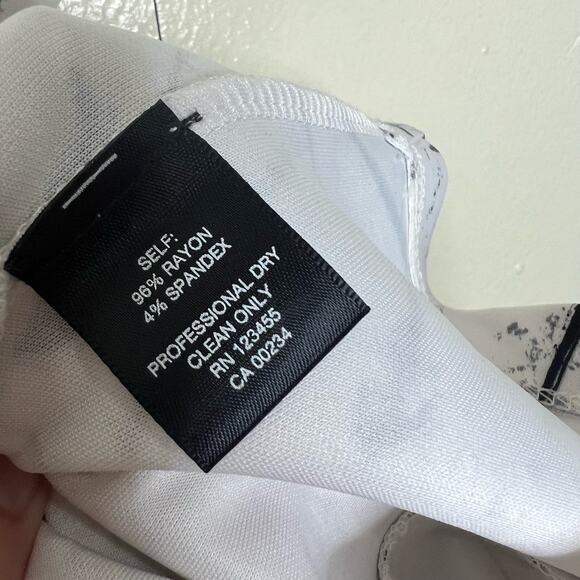 SELF:
96% RAYON
4% SPANDEX
PROFESSIONAL DRY
CLEAN ONLY
RN 123455
CA 00234